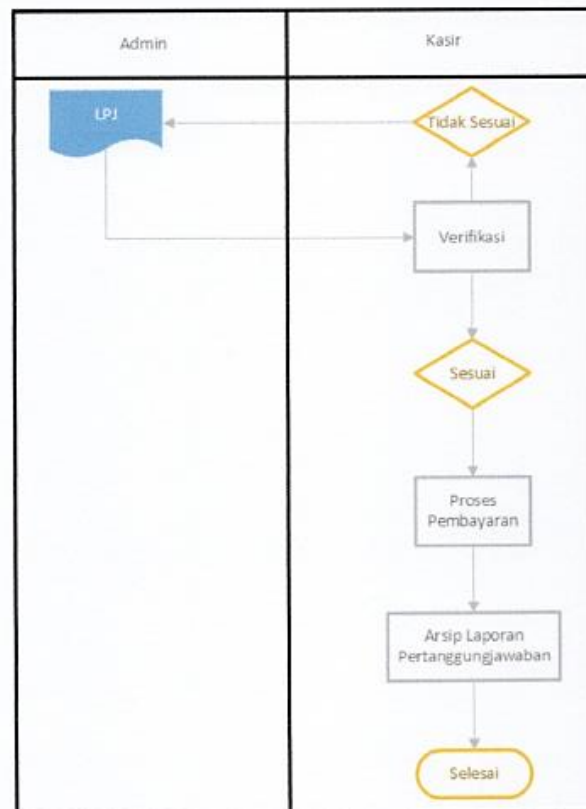 Admin
Kasir
LPJ
Tidak Sesuai
Verifikasi
Sesuai
Proses
Pembayaran
Arsip Laporan
Pertanggungjawaban
Selesai